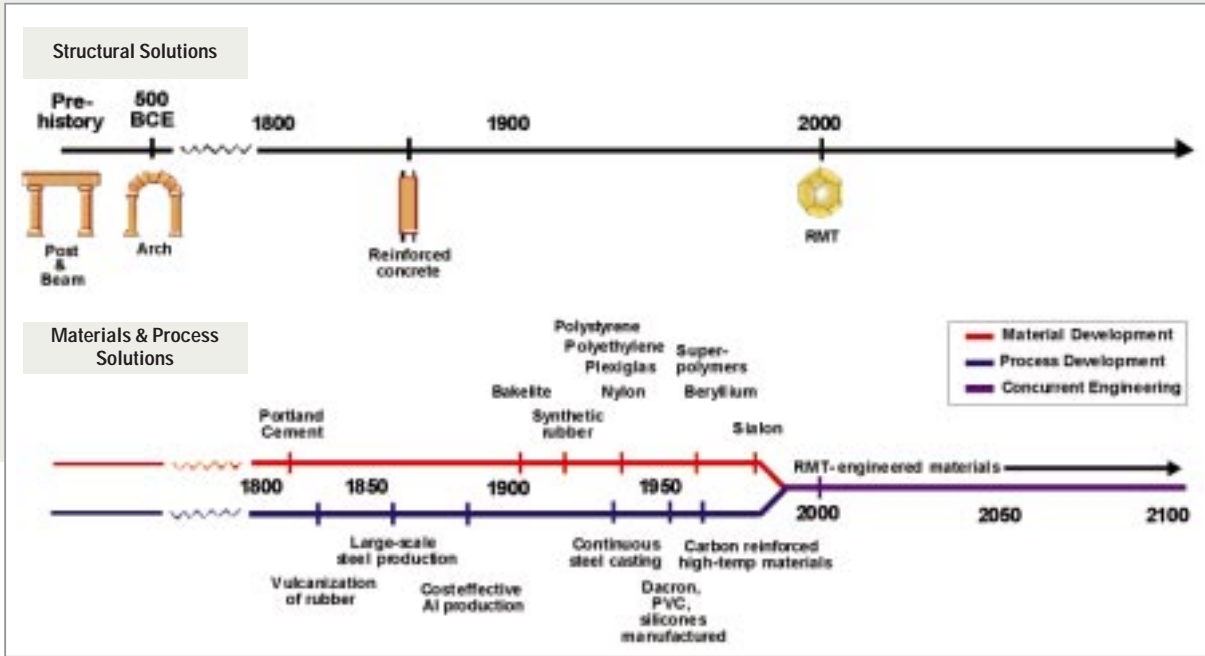 Structural Solutions
Pre-
history
500
BCE
1800
1900
2000
Post
&
Beam
Arch
Reinforced
concrete
RMT
Materials & Process
Solutions
Material Development
Process Development
Concurrent Engineering
Polystyrene
Polyethylene
Plexiglas
Super-
polymers
Bakelite
Nylon
Beryllium
Portland
Cement
Synthetic
rubber
Sialon
RMT-engineered materials
1800
1850
1900
1950
2000
2050
2100
Large-scale
steel production
Continuous
steel casting
Carbon reinforced
high-temp materials
Vulcanization
of rubber
Costeffective
Al production
Dacron,
PVC,
silicones
manufactured